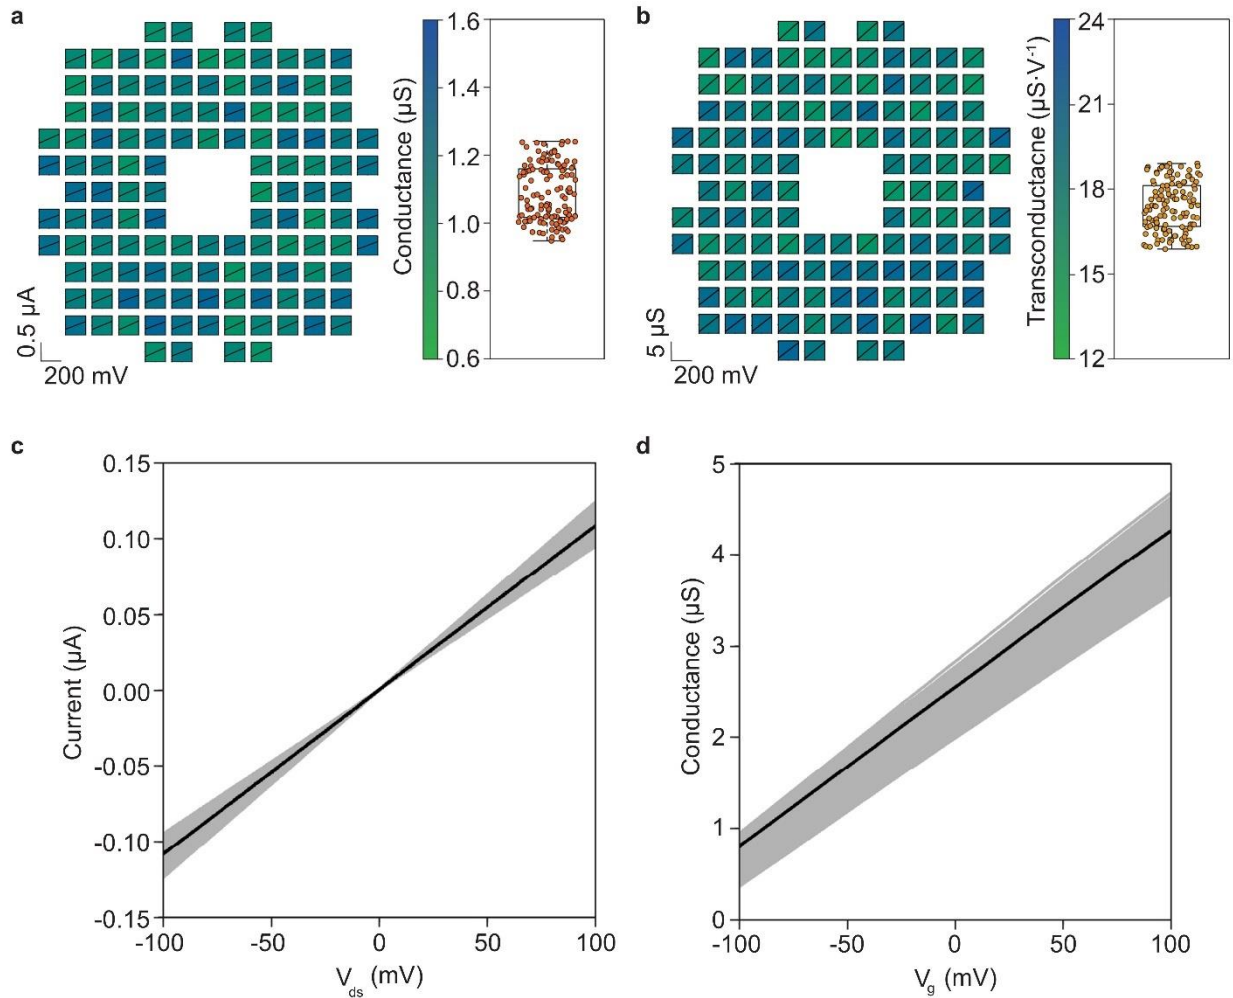 a
Conductance (µS)
1.6
1.4
1.2
1.0
0.8
0.6
0.5 µA
200 mV
b
Transconductacne (µS·V⁻¹)
24
21
18
15
12
5 µS
200 mV
c
Current (µA)
0.15
0.10
0.05
0.00
-0.05
-0.10
-0.15
-100 -50 0 50 100
Vds (mV)
d
Conductance (µS)
5
4
3
2
1
0
-100 -50 0 50 100
Vg (mV)